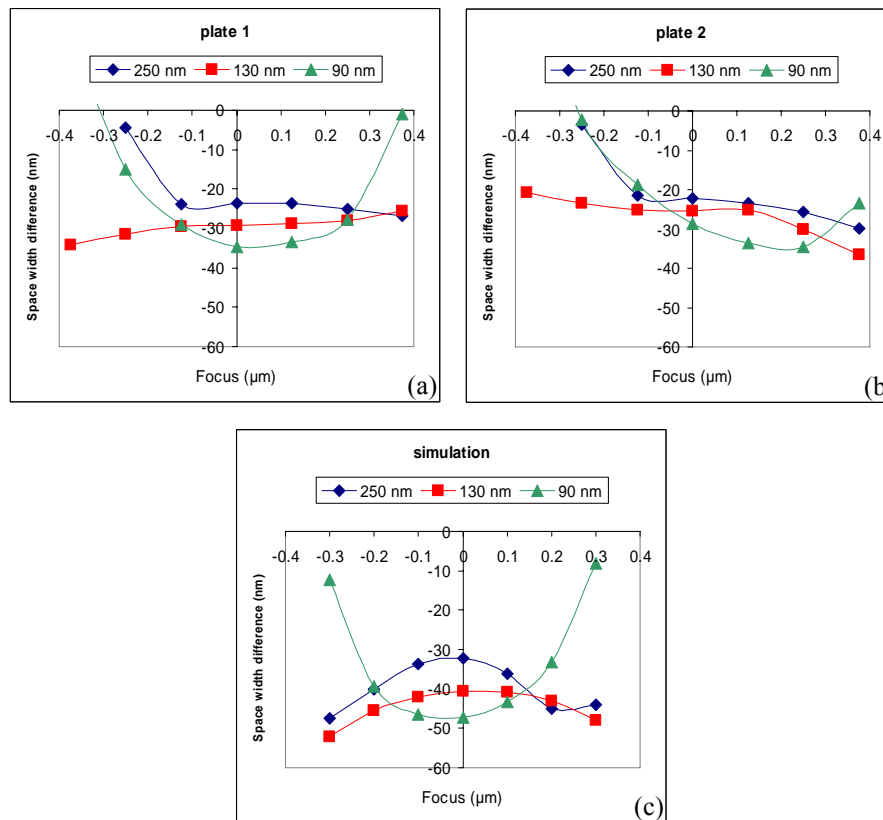 plate 1
250 nm 130 nm 90 nm
0
-0.4 -0.3 -0.2 -0.1 0 0.1 0.2 0.3 0.4
-10
-20
-30
-40
-50
-60
Space width difference (nm)
Focus (µm)
(a)
plate 2
250 nm 130 nm 90 nm
0
-0.4 -0.3 -0.2 -0.1 0 0.1 0.2 0.3 0.4
-10
-20
-30
-40
-50
-60
Space width difference (nm)
Focus (µm)
(b)
simulation
250 nm 130 nm 90 nm
0
-0.4 -0.3 -0.2 -0.1 0 0.1 0.2 0.3 0.4
-10
-20
-30
-40
-50
-60
Space width difference (nm)
Focus (µm)
(c)